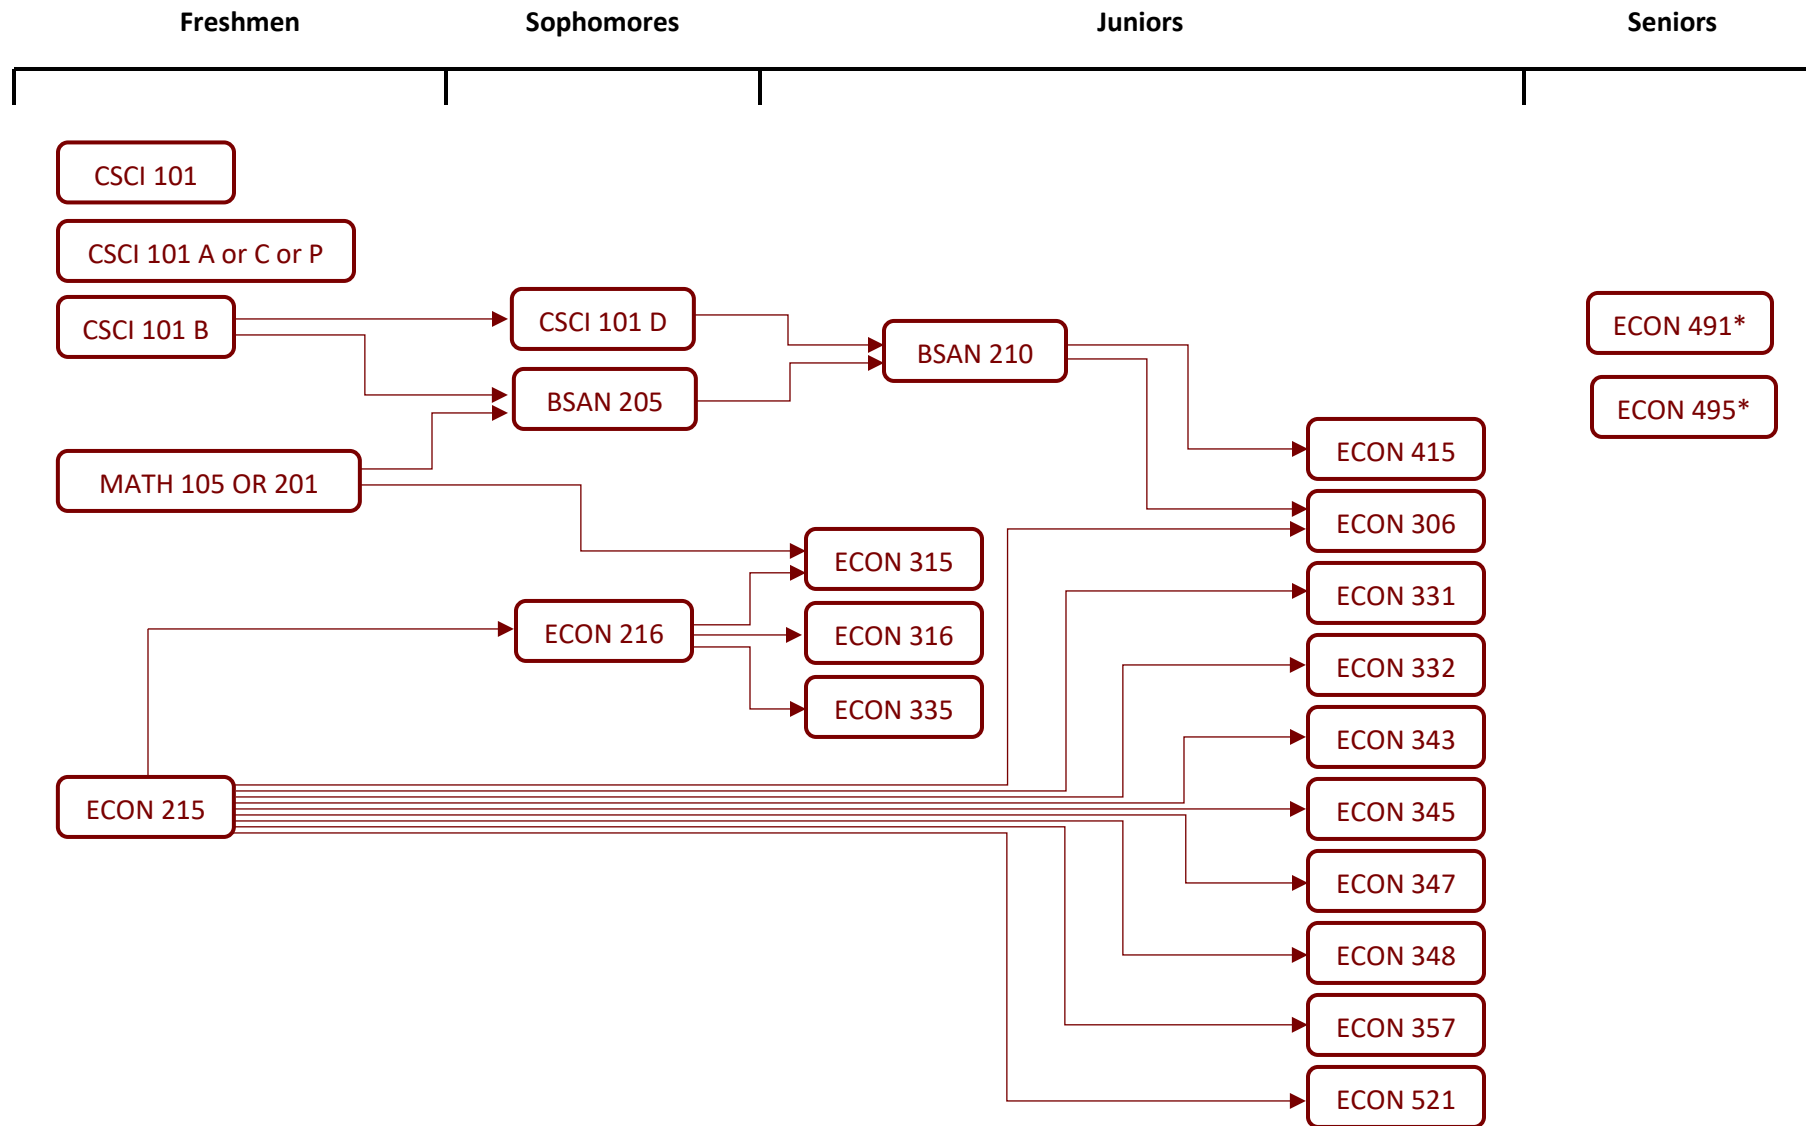 Freshmen
Sophomores
Juniors
Seniors
CSCI 101
CSCI 101 A or C or P
CSCI 101 B
MATH 105 OR 201
ECON 215
CSCI 101 D
BSAN 205
ECON 216
BSAN 210
ECON 315
ECON 316
ECON 335
ECON 415
ECON 306
ECON 331
ECON 332
ECON 343
ECON 345
ECON 347
ECON 348
ECON 357
ECON 521
ECON 491*
ECON 495*